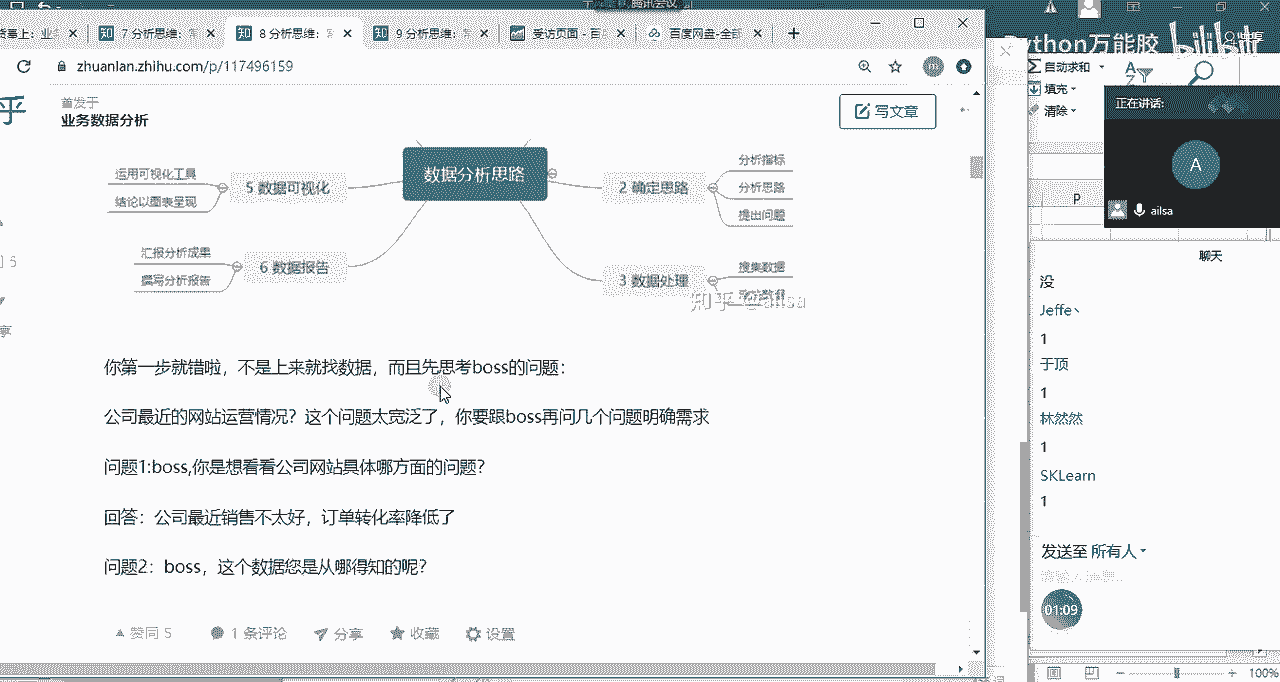 腾讯会议
7 分析思维:
8 分析思维:
9 分析思维:
受访页面 - 百
百度网盘-全部
zhuanlan.zhihu.com/p/117496159
ython万能胶 bilibili
自动求和
填充
清除
正在讲话:
A
ailsa
P
首发于
业务数据分析
写文章
数据分析思路
运用可视化工具
结论以图表呈现
5 数据可视化
汇报分析成果
撰写分析报告
6 数据报告
2 确定思路
分析指标
分析思路
提出问题
3 数据处理
搜集数据
知乎 @ailsa
你第一步就错啦，不是上来就找数据，而且先思考boss的问题：
公司最近的网站运营情况？这个问题太宽泛了，你要跟boss再问几个问题明确需求
问题1:boss,你是想看看公司网站具体哪方面的问题？
回答：公司最近销售不太好，订单转化率降低了
问题2：boss，这个数据您是从哪得知的呢？
赞同 5
1 条评论
分享
收藏
设置
聊天
没
Jeffe丶
1
于顶
1
林然然
1
SKLearn
1
发送至 所有人
01:09
100%